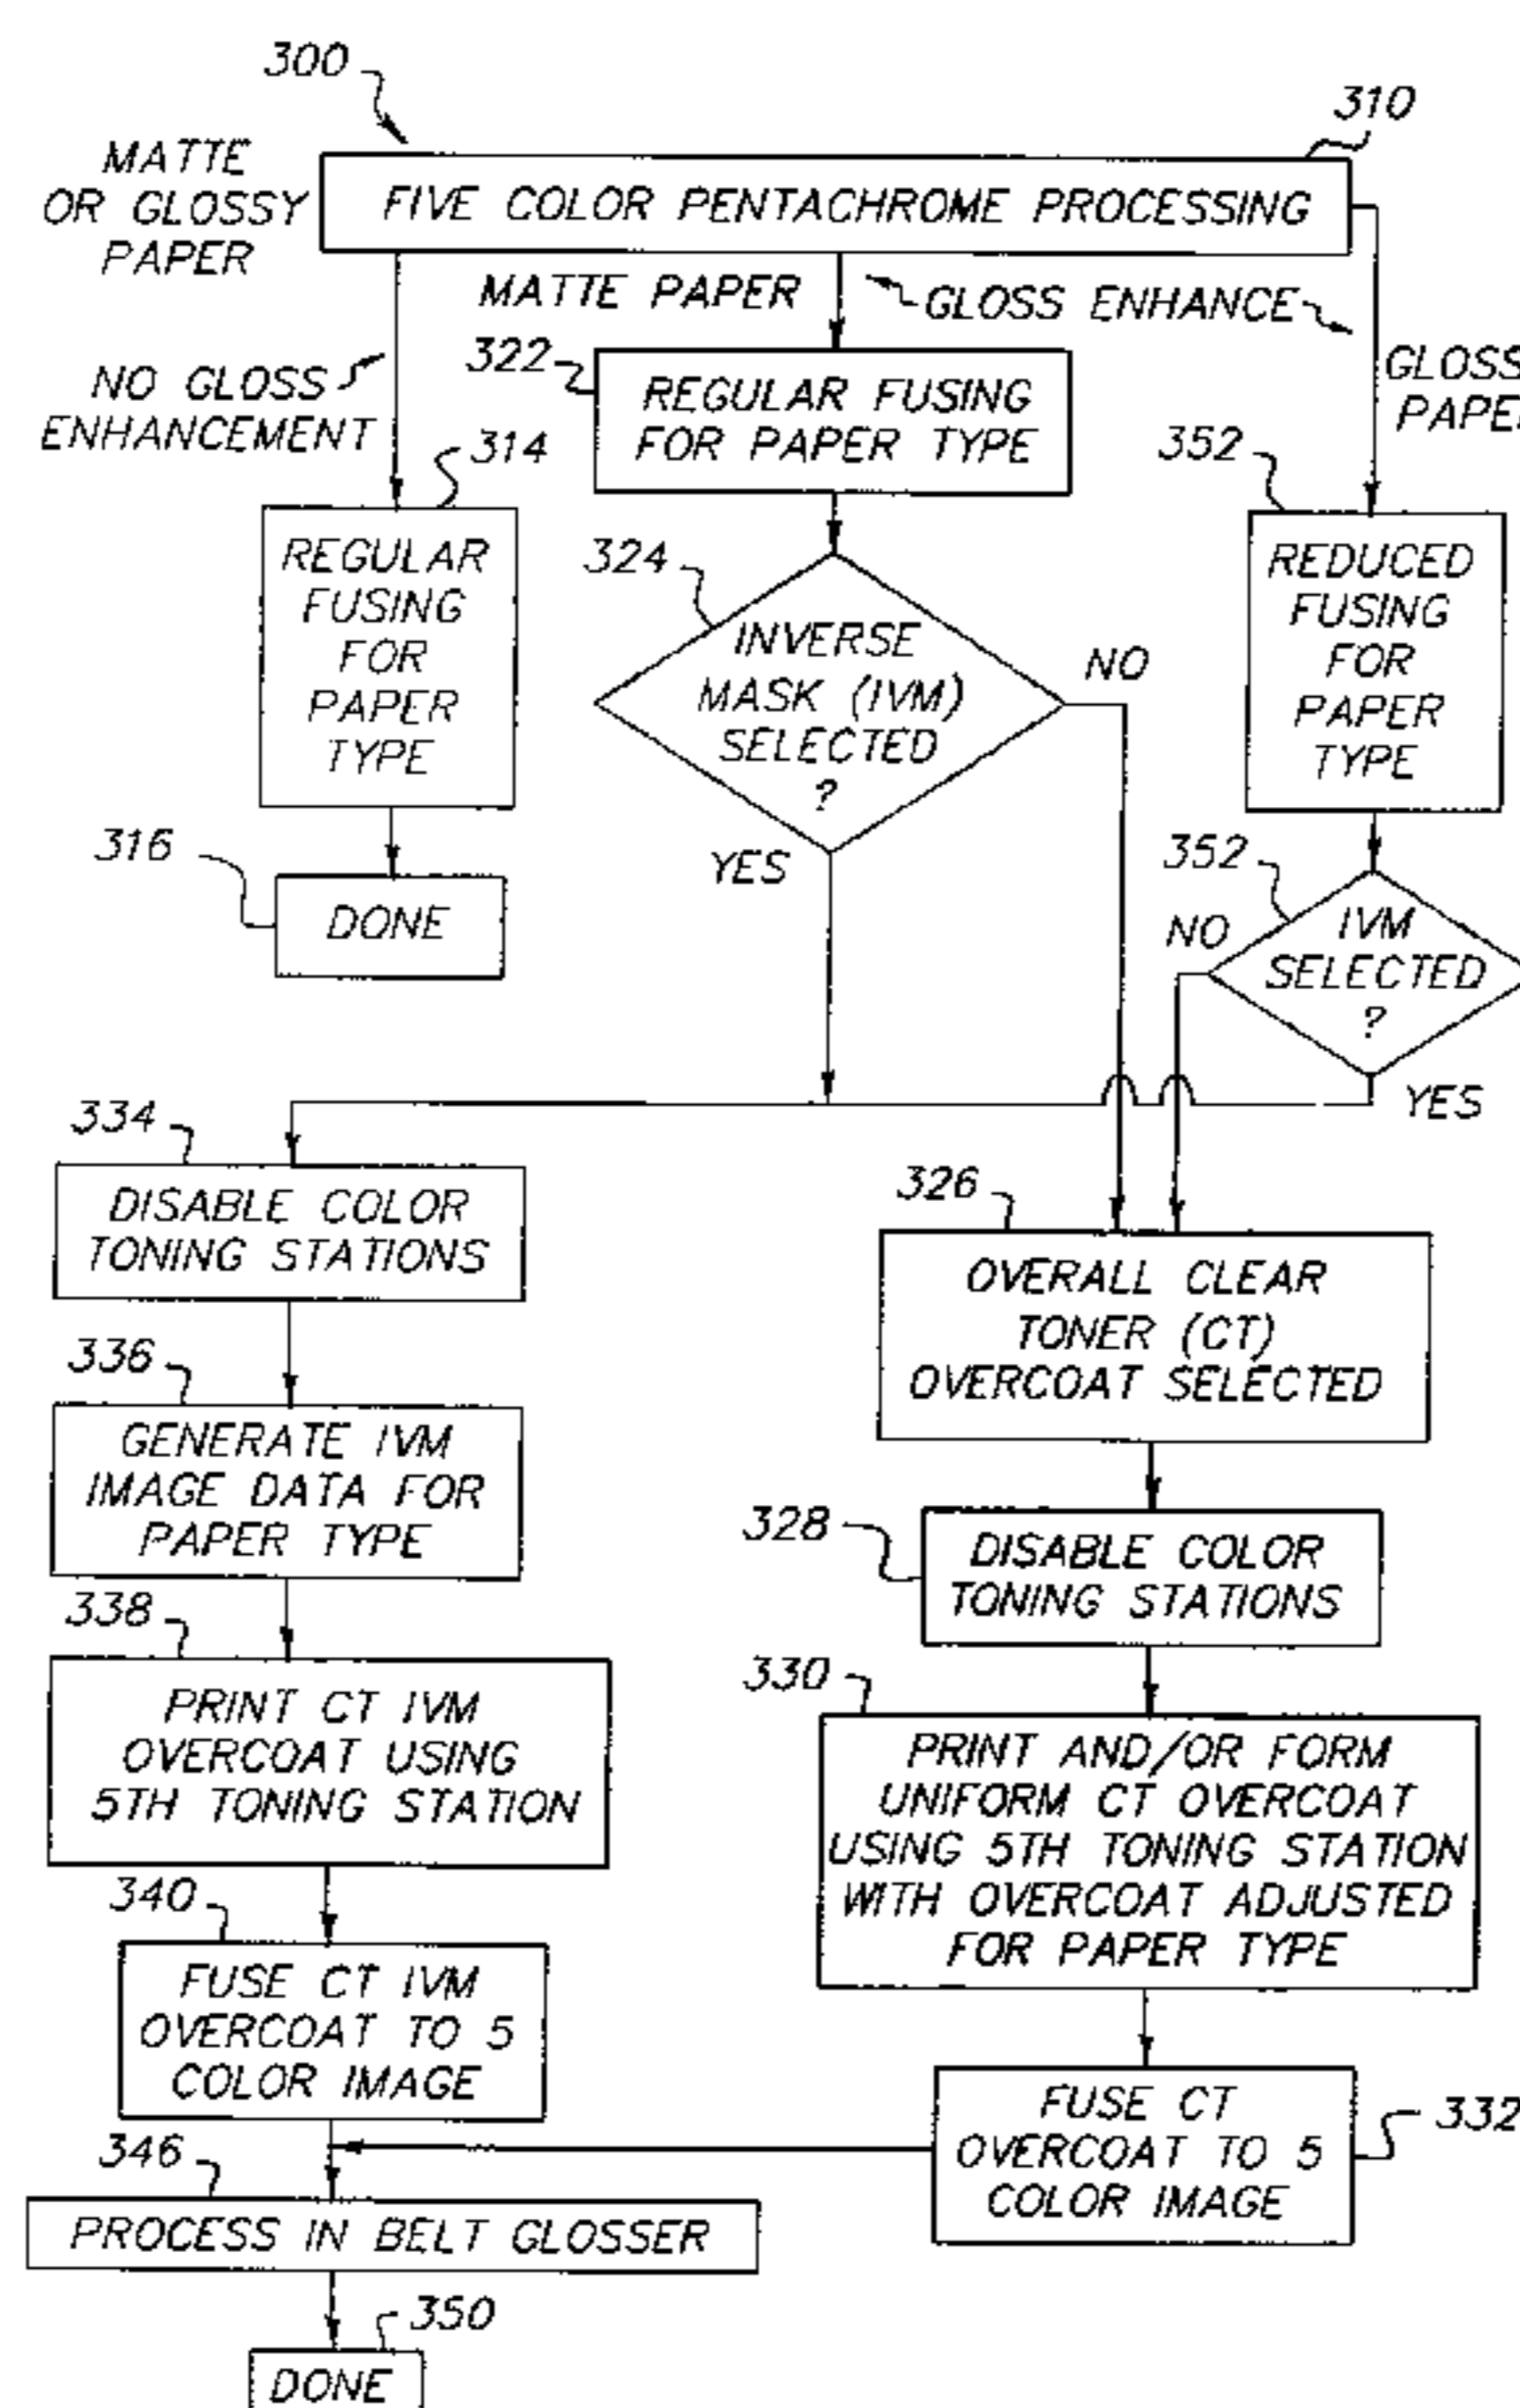 300
310
MATTE
OR GLOSSY
PAPER
FIVE COLOR PENTACHROME PROCESSING
MATTE PAPER
GLOSS ENHANCE
NO GLOSS
ENHANCEMENT
322
REGULAR FUSING
FOR PAPER TYPE
352
314
REGULAR
FUSING
FOR
PAPER
TYPE
324
INVERSE
MASK (IVM)
SELECTED
?
NO
YES
REDUCED
FUSING
FOR
PAPER
TYPE
316
DONE
352
IVM
SELECTED
?
NO
YES
334
DISABLE COLOR
TONING STATIONS
336
GENERATE IVM
IMAGE DATA FOR
PAPER TYPE
338
PRINT CT IVM
OVERCOAT USING
5TH TONING STATION
340
FUSE CT IVM
OVERCOAT TO 5
COLOR IMAGE
326
OVERALL CLEAR
TONER (CT)
OVERCOAT SELECTED
328
DISABLE COLOR
TONING STATIONS
330
PRINT AND/OR FORM
UNIFORM CT OVERCOAT
USING 5TH TONING STATION
WITH OVERCOAT ADJUSTED
FOR PAPER TYPE
FUSE CT
OVERCOAT TO 5
COLOR IMAGE
332
346
PROCESS IN BELT GLOSSER
350
DONE